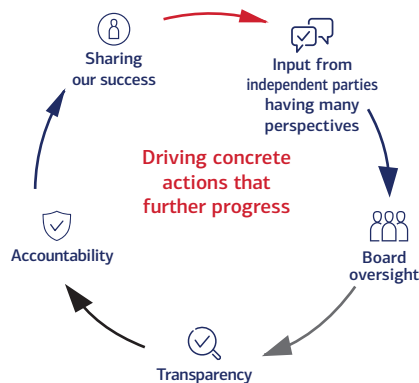 Sharing
our success
Input from
independent parties
having many
perspectives
Driving concrete
actions that
further progress
Accountability
Board
oversight
Transparency